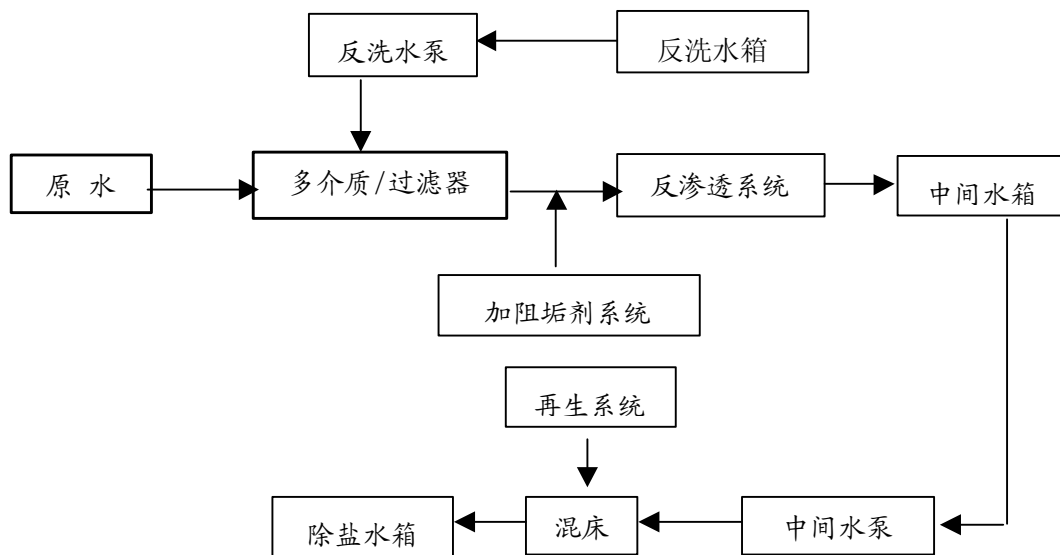 反洗水泵
反洗水箱
原 水
多介质/过滤器
反渗透系统
中间水箱
加阻垢剂系统
再生系统
除盐水箱
混床
中间水泵